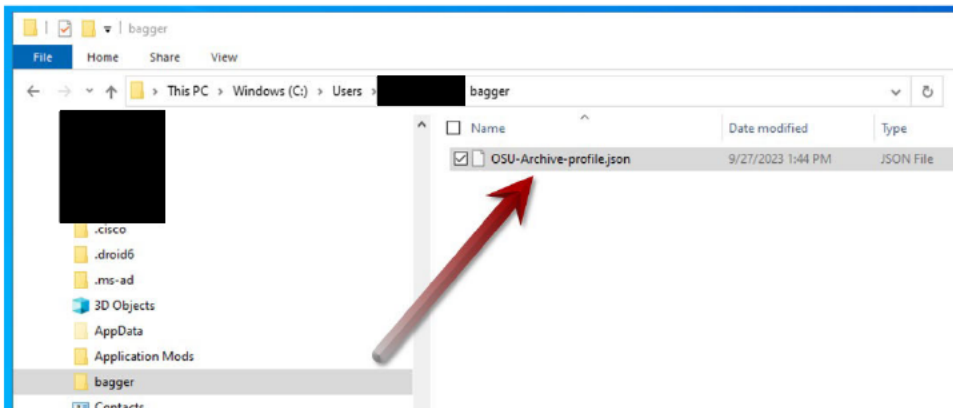 bagger
File Home Share View
This PC > Windows (C:) > Users > bagger
Name Date modified Type
OSU-Archive-profile.json 9/27/2023 1:44 PM JSON File
.cisco
.droid6
.ms-ad
3D Objects
AppData
Application Mods
bagger
Contacts